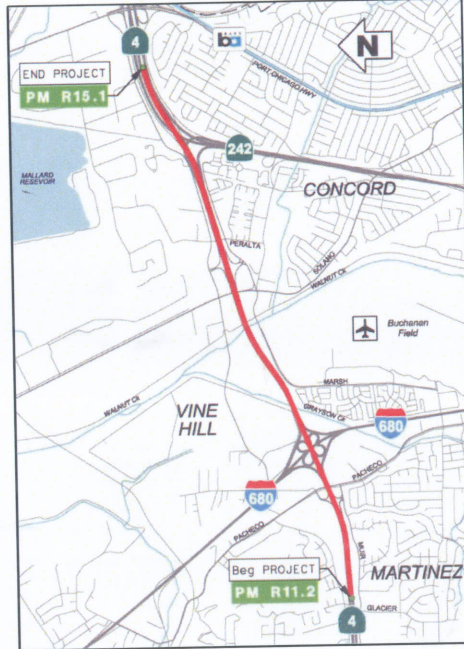 4
ba
N
END PROJECT
PM R15.1
PORT CHICAGO HWY
242
MALLARD
RESEVOIR
CONCORD
PERALTA
SOLANO
WALNUT CK
Buchanan
Field
MARSH
WALNUT CK
GRAYSON CK
VINE
HILL
680
680
PACHECO
PACHECO
MUIR
Beg PROJECT
PM R11.2
MARTINEZ
GLACIER
4